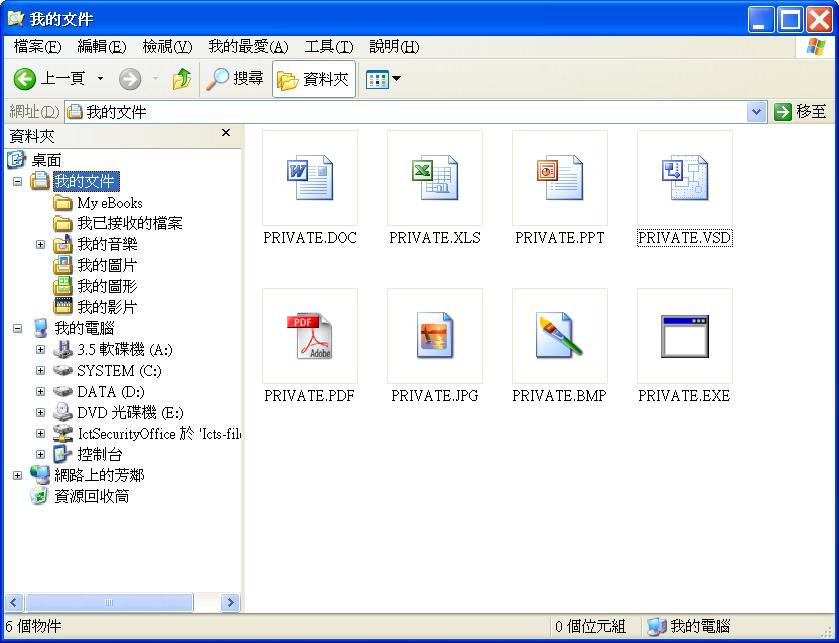 我的文件
檔案(F) 編輯(E) 檢視(V) 我的最愛(A) 工具(T) 說明(H)
上一頁 搜尋 資料夾
網址(D) 我的文件 移至
資料夾
桌面
我的文件
My eBooks
我已接收的檔案
我的音樂
我的圖片
我的圖形
我的影片
我的電腦
3.5 軟碟機 (A:)
SYSTEM (C:)
DATA (D:)
DVD 光碟機 (E:)
IctSecurityOffice 於 'Icts-file
控制台
網路上的芳鄰
資源回收筒
PRIVATE.DOC PRIVATE.XLS PRIVATE.PPT PRIVATE.VSD
PDF
Adobe
PRIVATE.PDF PRIVATE.JPG PRIVATE.BMP PRIVATE.EXE
6 個物件 0 個位元組 我的電腦